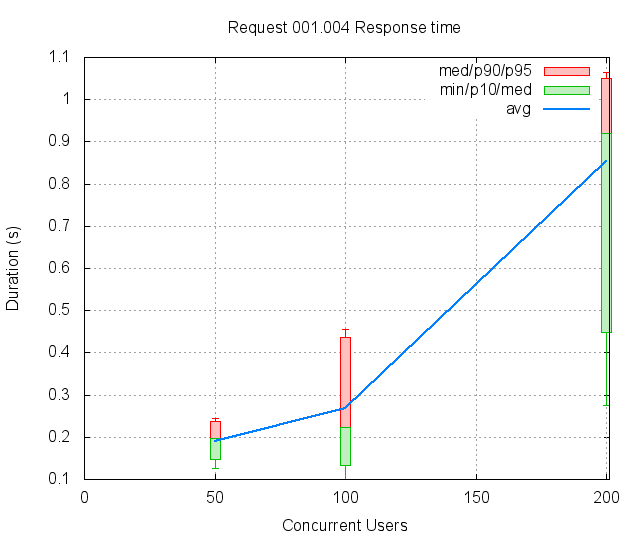 Request 001.004 Response time
1.1
1
0.9
0.8
0.7
0.6
0.5
0.4
0.3
0.2
0.1
Duration (s)
med/p90/p95
min/p10/med
avg
0 50 100 150 200
Concurrent Users